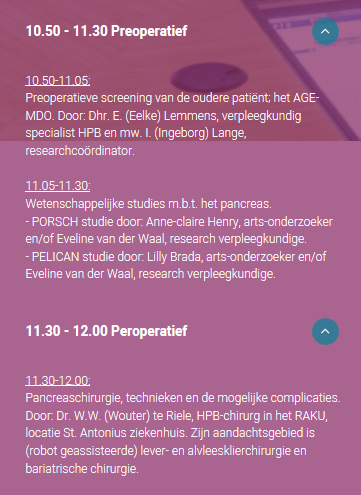 10.50 - 11.30 Preoperatief
10.50-11.05:
Preoperatieve screening van de oudere patiënt; het AGE-
MDO. Door: Dhr. E. (Eelke) Lemmens, verpleegkundig
specialist HPB en mw. I. (Ingeborg) Lange,
researchcoördinator.
11.05-11.30:
Wetenschappelijke studies m.b.t. het pancreas.
- PORSCH studie door: Anne-claire Henry, arts-onderzoeker
en/of Eveline van der Waal, research verpleegkundige.
- PELICAN studie door: Lilly Brada, arts-onderzoeker en/of
Eveline van der Waal, research verpleegkundige.
11.30 - 12.00 Peroperatief
11.30-12.00:
Pancreaschirurgie, technieken en de mogelijke complicaties.
Door: Dr. W.W. (Wouter) te Riele, HPB-chirurg in het RAKU,
locatie St. Antonius ziekenhuis. Zijn aandachtsgebied is
(robot geassisteerde) lever- en alvleesklierchirurgie en
bariatrische chirurgie.